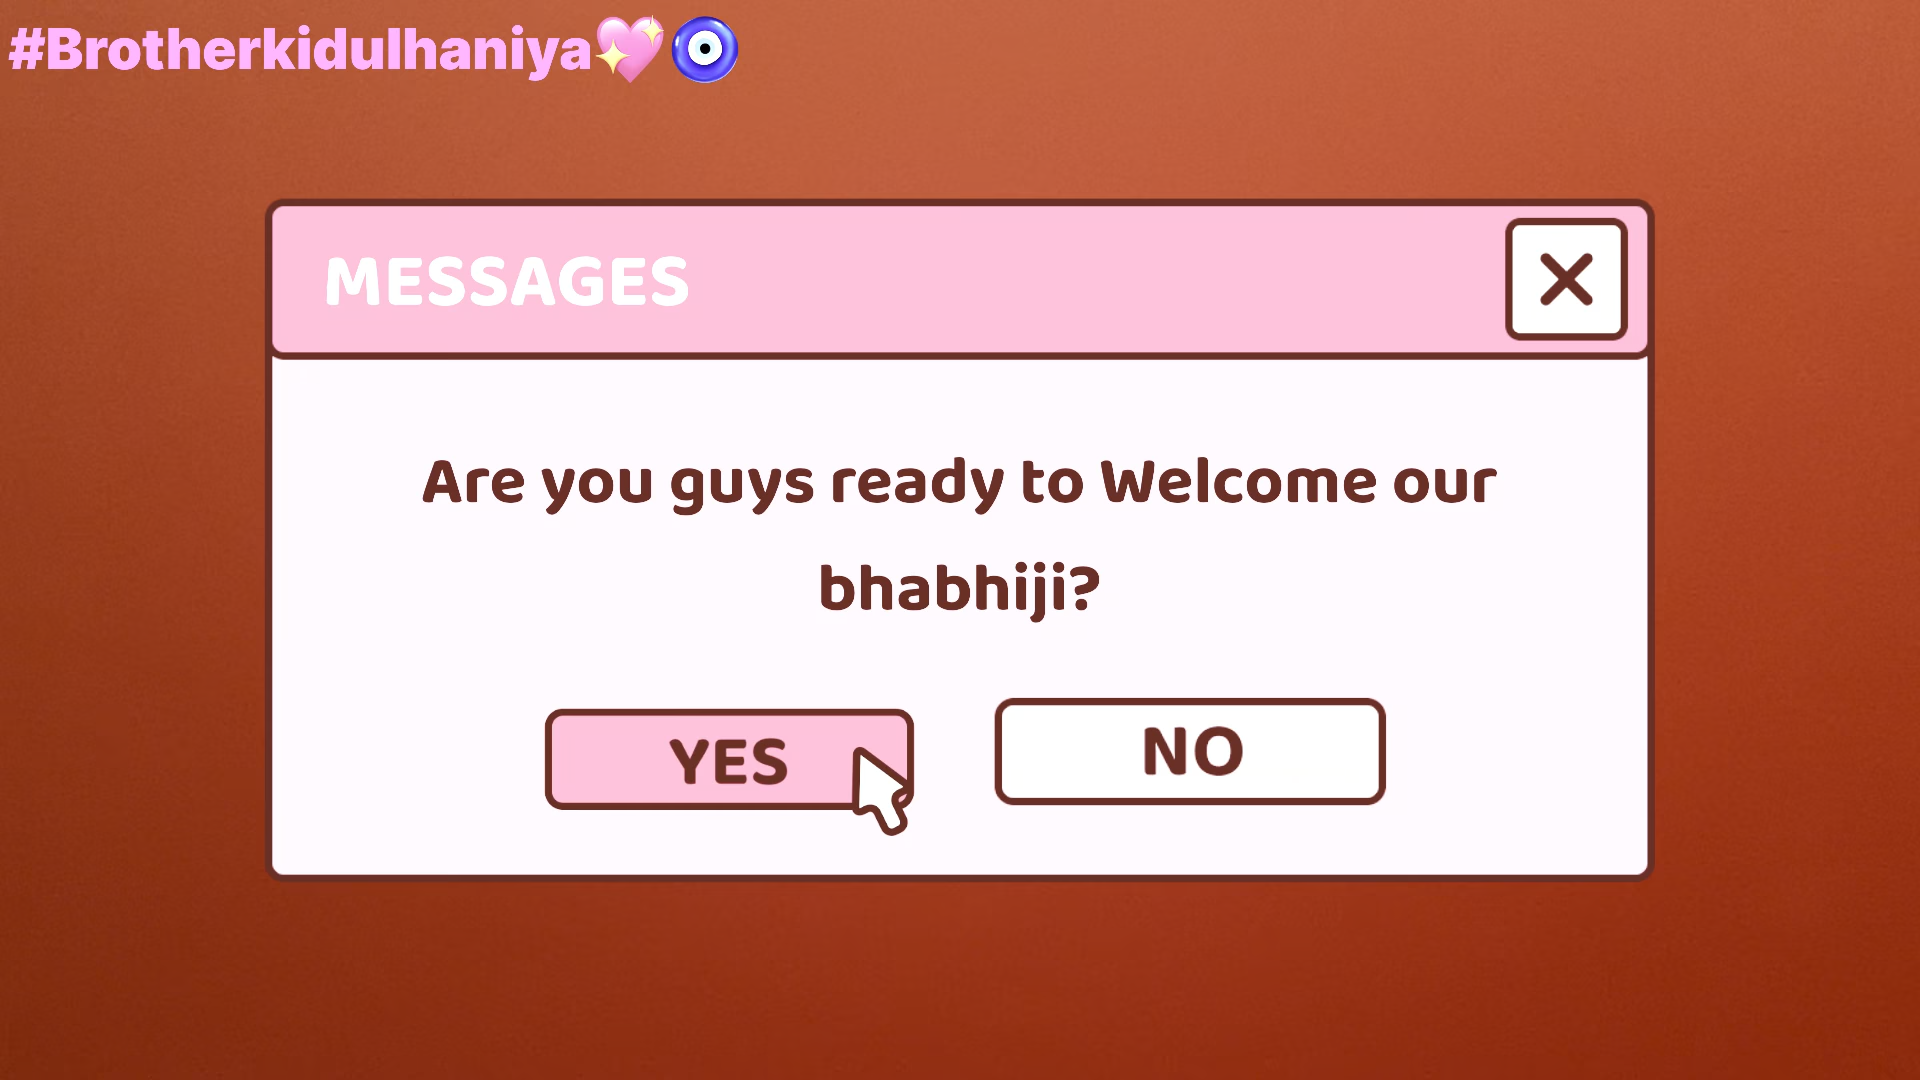 #Brotherkidulhaniya💖🧿
MESSAGES
Are you guys ready to Welcome our
bhabhiji?
YES
NO